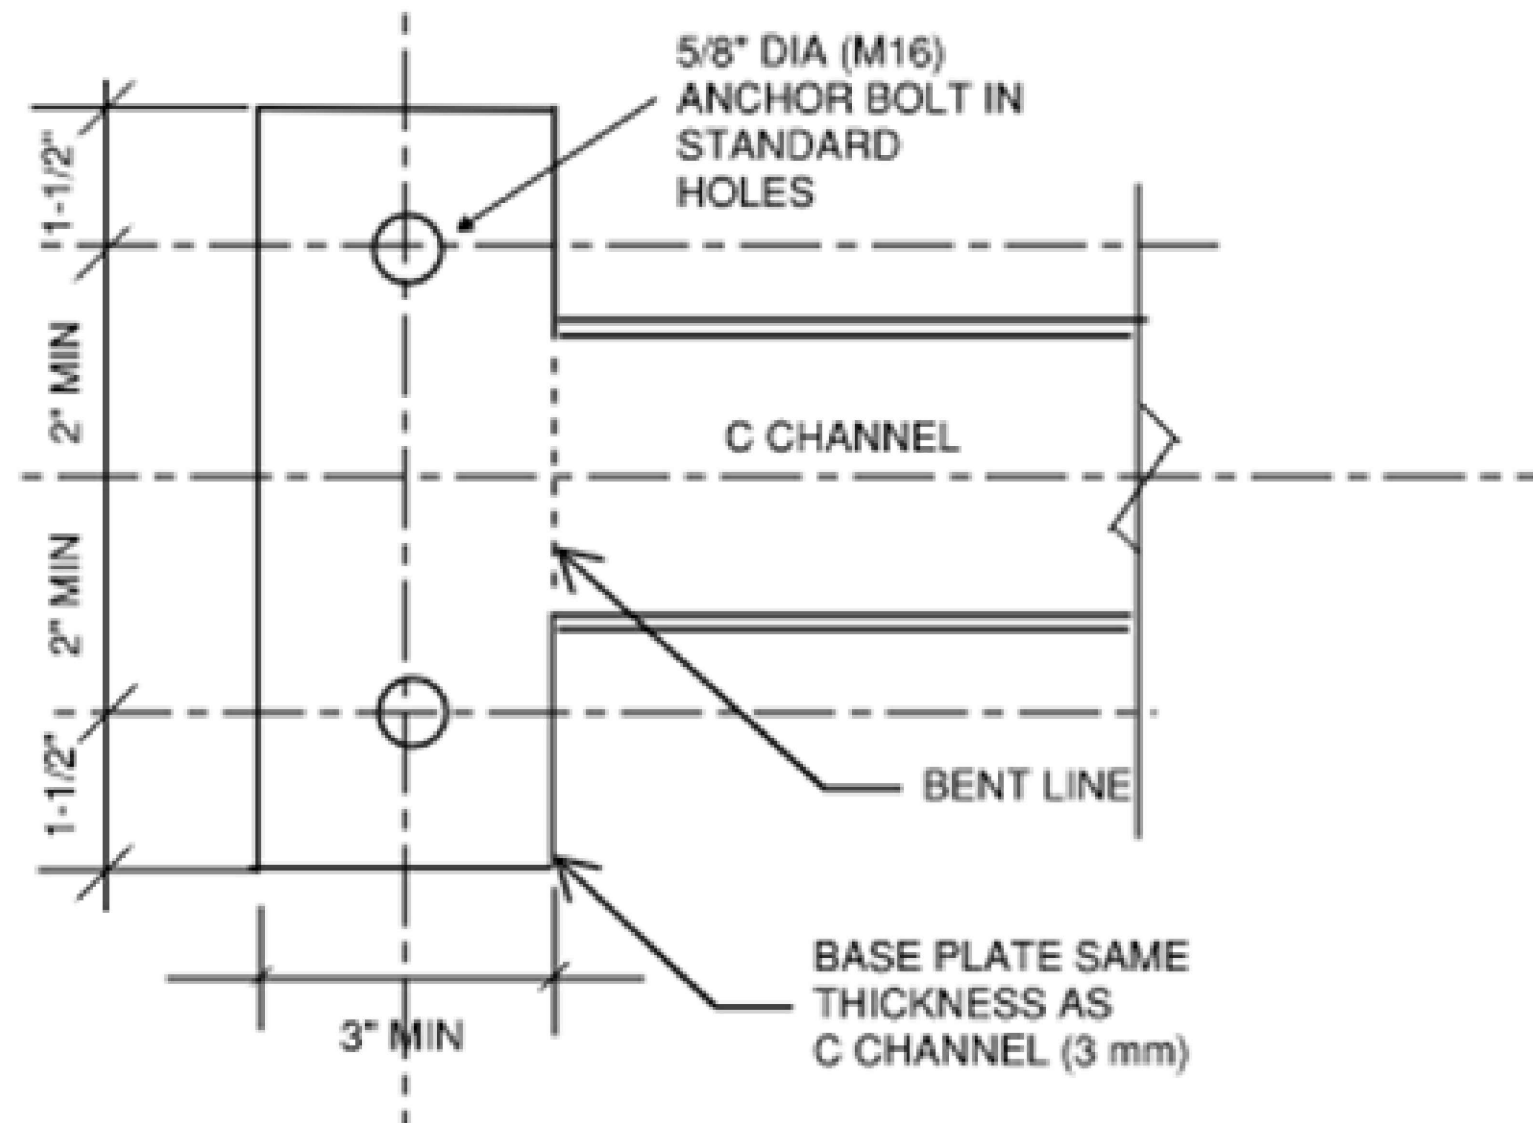 5/8" DIA (M16)
ANCHOR BOLT IN
STANDARD
HOLES
1-1/2"
2" MIN
C CHANNEL
2" MIN
1-1/2"
BENT LINE
BASE PLATE SAME
THICKNESS AS
C CHANNEL (3 mm)
3" MIN